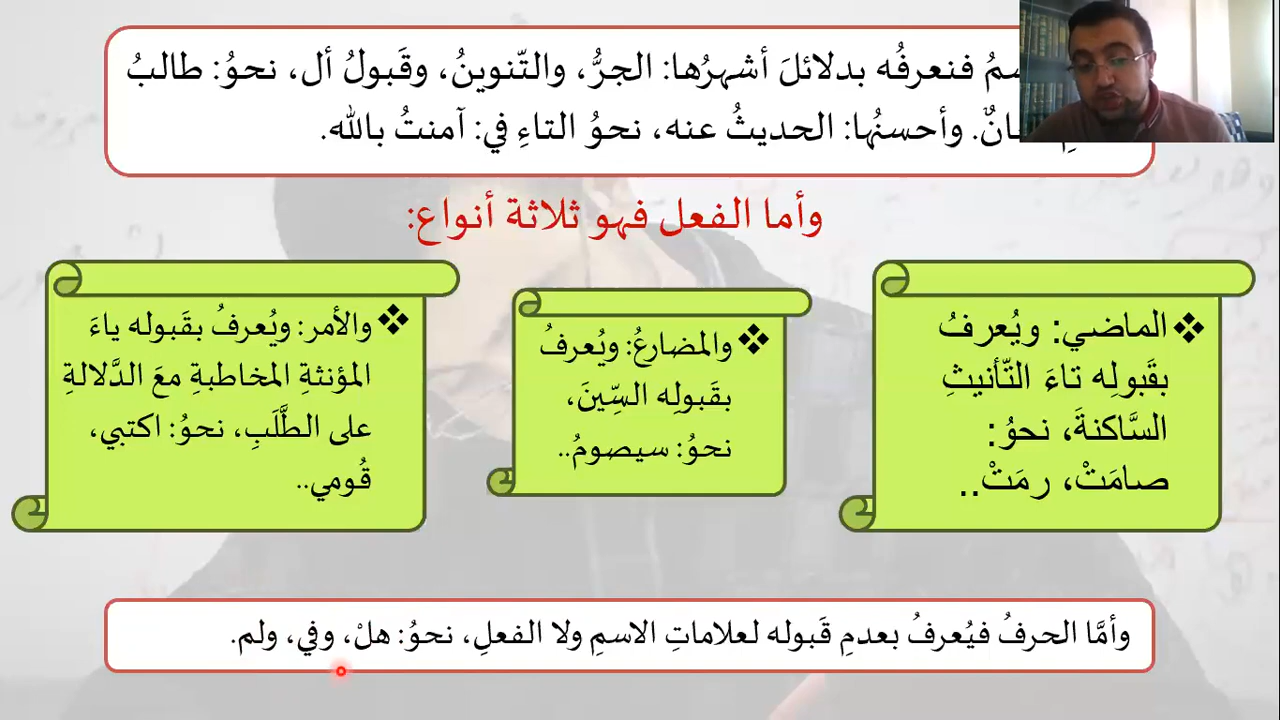 فنعرفُه بدلائلَ أشهرُها: الجرُّ، والتّنوينُ، وقَبولُ أل، نحوُ: طالبُ
وأحسنُها: الحديثُ عنه، نحوُ التاءِ في: آمنتُ بالله.
وأما الفعل فهو ثلاثة أنواع:
❖ الماضي: ويُعرفُ
بقَبولِه تاءَ التّأنيثِ
السَّاكنةَ، نحوُ:
صامَتْ، رمَتْ..
❖ والمضارعُ: ويُعرفُ
بقَبولِه السِّينَ،
نحوُ: سيصومُ..
❖ والأمر: ويُعرفُ بقَبوله ياءَ
المؤنثةِ المخاطبةِ معَ الدَّلالةِ
على الطَّلَبِ، نحوُ: اكتبي،
قُومي..
وأمَّا الحرفُ فيُعرفُ بعدمِ قَبوله لعلاماتِ الاسمِ ولا الفعلِ، نحوُ: هلْ، وفي، ولم.